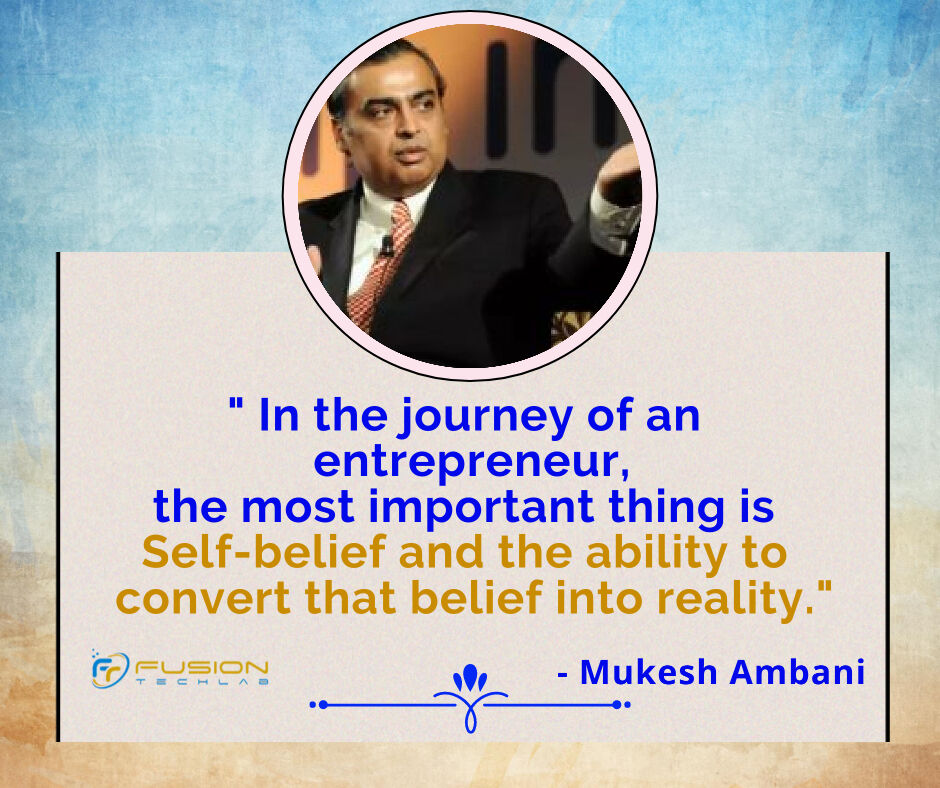 " In the journey of an
entrepreneur,
the most important thing is
Self-belief and the ability to
convert that belief into reality."
FUSION
TECHLAB
- Mukesh Ambani